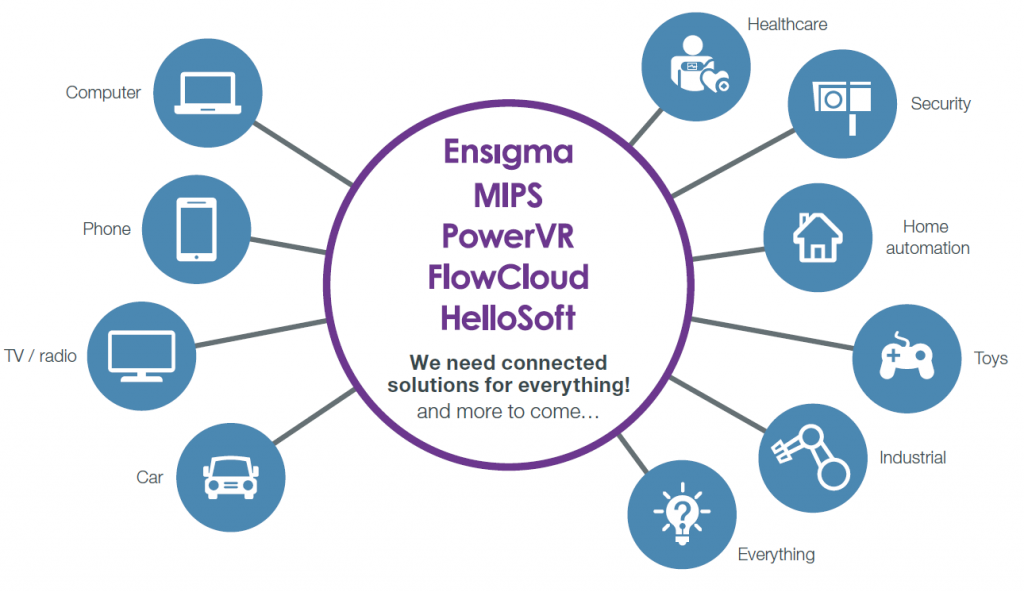 Healthcare
Computer
Security
Phone
Home
automation
TV / radio
Toys
Car
Industrial
Everything
Ensigma
MIPS
PowerVR
FlowCloud
HelloSoft
We need connected
solutions for everything!
and more to come…
?